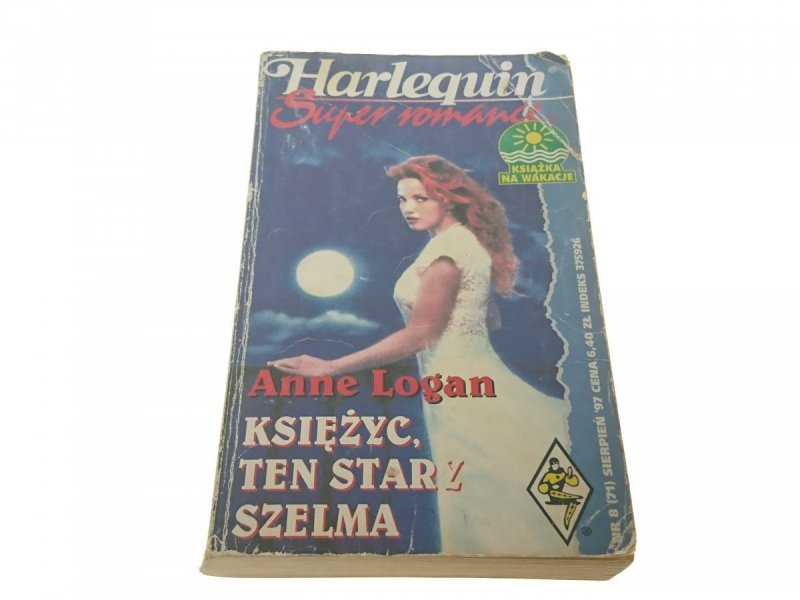 Harlequin®
Super romance®
KSIĄŻKA
NA WAKACJE
Anne Logan
KSIĘŻYC,
TEN STARY
SZELMA
NR 8 (71) SIERPIEŃ '97 CENA 6,40 ZŁ INDEKS 375926
®